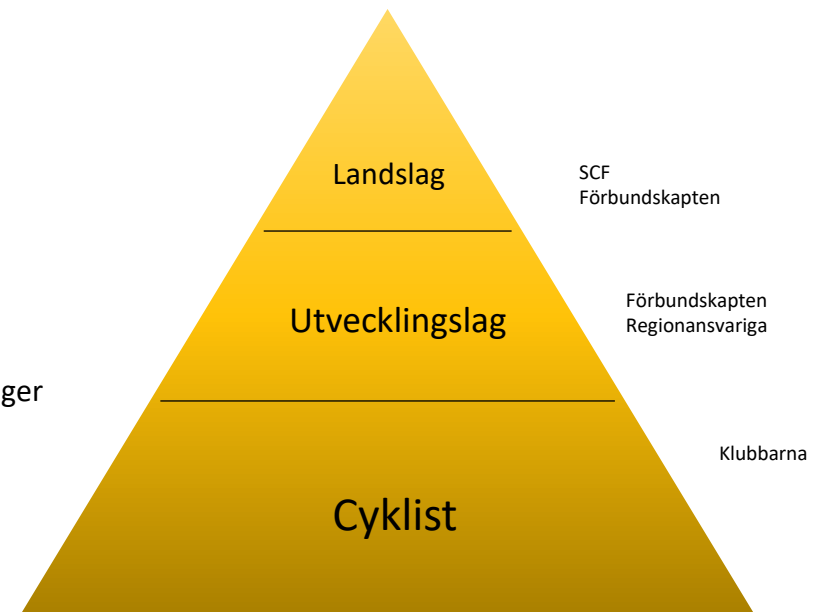 Landslag
SCF
Förbundskapten
Utvecklingslag
Förbundskapten
Regionansvariga
ger
Klubbarna
Cyklist